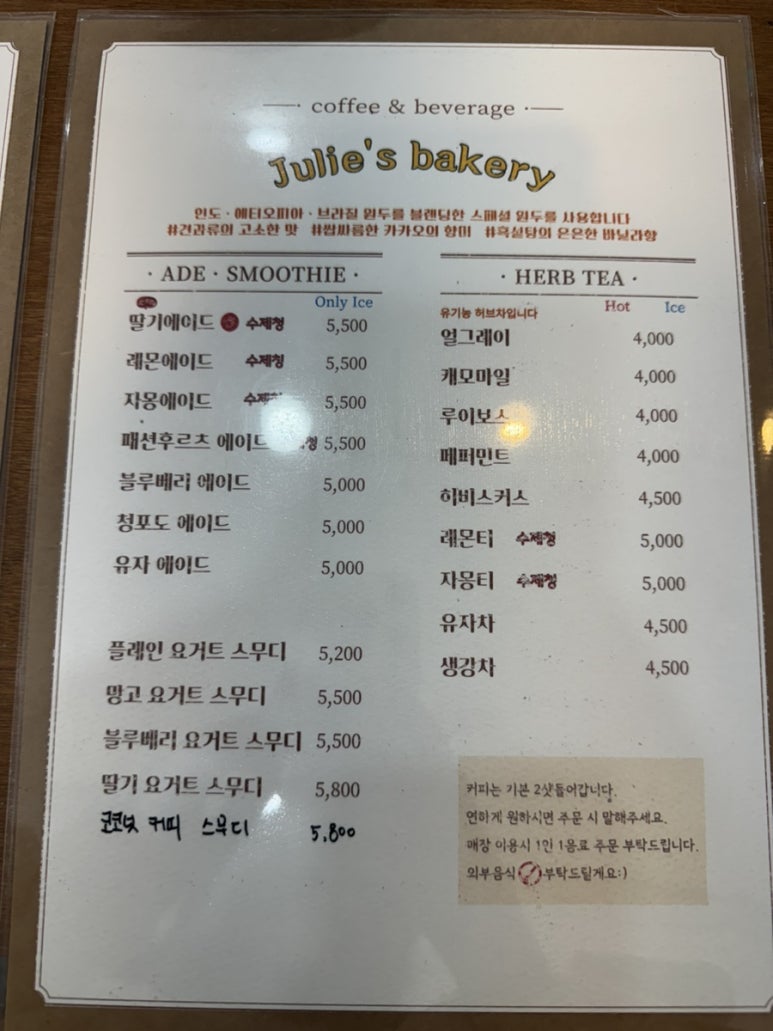 coffee & beverage
Julie's bakery
인도 · 에티오피아 · 브라질 원두를 블렌딩한 스페셜 원두를 사용합니다
#견과류의 고소한 맛 #쌉싸름한 카카오의 향미 #흑설탕의 은은한 바닐라향
· ADE · SMOOTHIE ·
Only Ice
딸기에이드 수제청 5,500
레몬에이드 수제청 5,500
자몽에이드 5,500
패션후르츠 에이드 5,500
블루베리 에이드 5,000
청포도 에이드 5,000
유자 에이드 5,000
플레인 요거트 스무디 5,200
망고 요거트 스무디 5,500
블루베리 요거트 스무디 5,500
딸기 요거트 스무디 5,800
코코넛 커피 스무디 5,800
· HERB TEA ·
유기농 허브차입니다 Hot Ice
얼그레이 4,000
캐모마일 4,000
루이보스 4,000
페퍼민트 4,000
히비스커스 4,500
레몬티 수제청 5,000
자몽티 수제청 5,000
유자차 4,500
생강차 4,500
커피는 기본 2샷들어갑니다.
연하게 원하시면 주문 시 말해주세요.
매장 이용시 1인 1음료 주문 부탁드립니다.
외부음식 부탁드릴게요:)